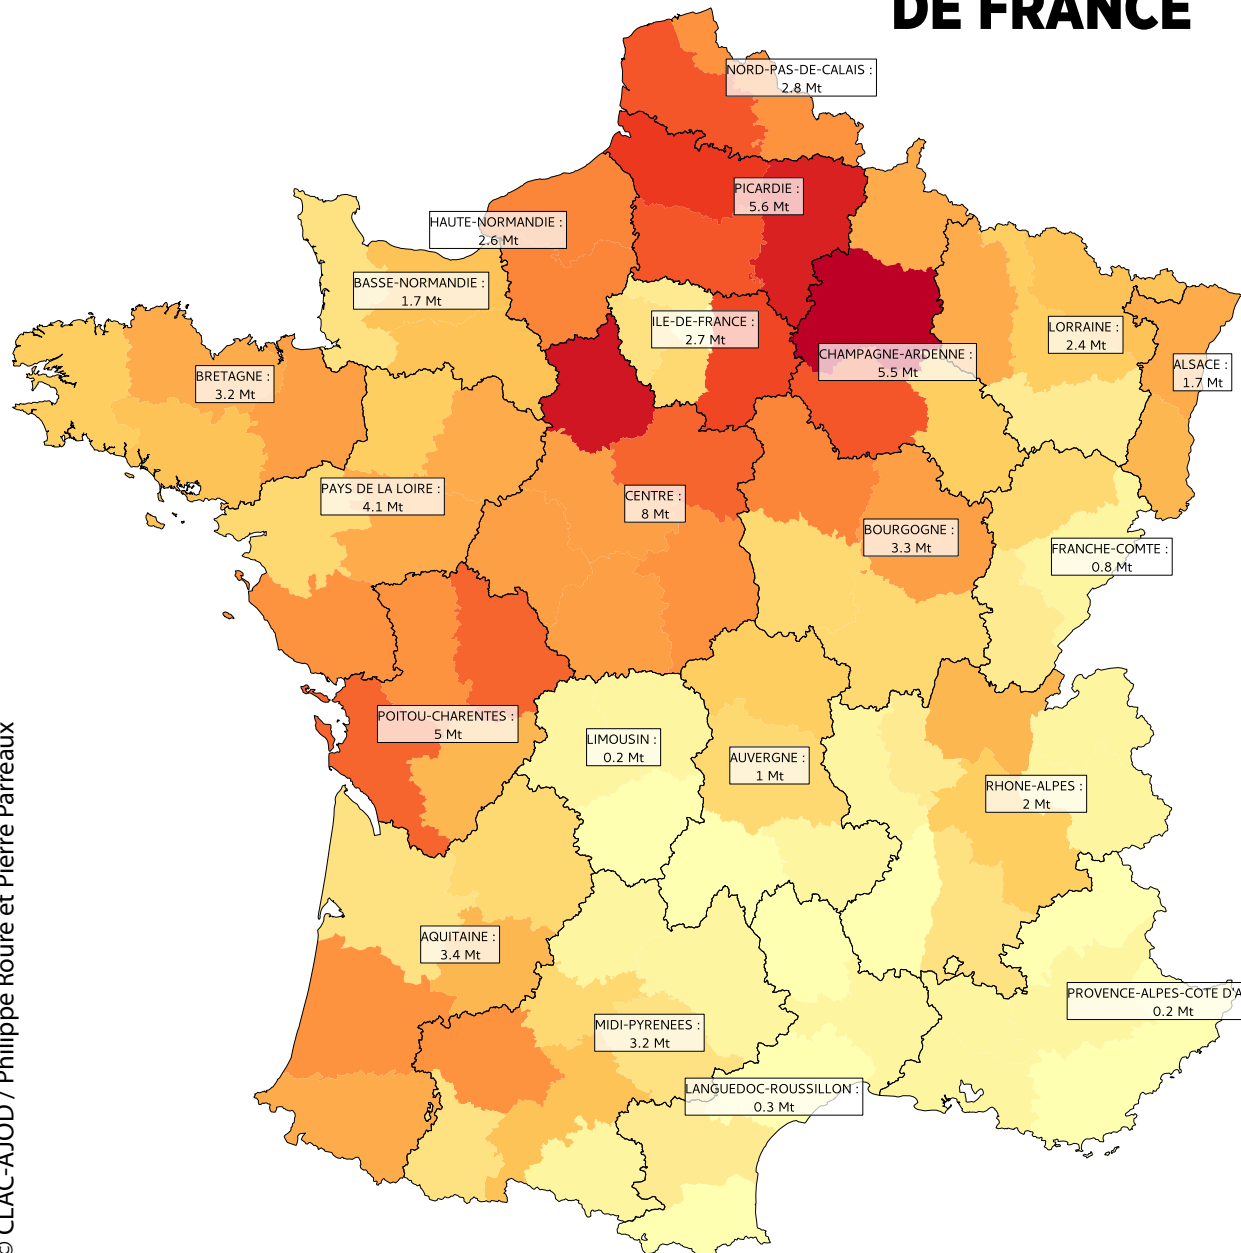 DE FRANCE
NORD-PAS-DE-CALAIS :
2.8 Mt
PICARDIE :
5.6 Mt
HAUTE-NORMANDIE :
2.6 Mt
BASSE-NORMANDIE :
1.7 Mt
ILE-DE-FRANCE :
2.7 Mt
LORRAINE :
2.4 Mt
CHAMPAGNE-ARDENNE :
5.5 Mt
ALSACE :
1.7 Mt
BRETAGNE :
3.2 Mt
PAYS DE LA LOIRE :
4.1 Mt
CENTRE :
8 Mt
BOURGOGNE :
3.3 Mt
FRANCHE-COMTE :
0.8 Mt
POITOU-CHARENTES :
5 Mt
LIMOUSIN :
0.2 Mt
AUVERGNE :
1 Mt
RHONE-ALPES :
2 Mt
AQUITAINE :
3.4 Mt
PROVENCE-ALPES-COTE D'A
0.2 Mt
MIDI-PYRENEES :
3.2 Mt
LANGUEDOC-ROUSSILLON :
0.3 Mt
© CLAC-AJOD / Philippe Roure et Pierre Parreaux